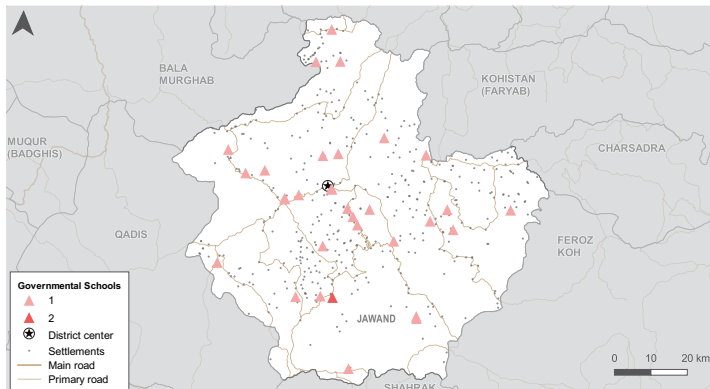 BALA
MURGHAB
KOHISTAN
(FARYAB)
MUQUR
(BADGHIS)
CHARSADRA
QADIS
FEROZ
KOH
JAWAND
SHAHRAK
Governmental Schools
1
2
District center
Settlements
Main road
Primary road
0 10 20 km